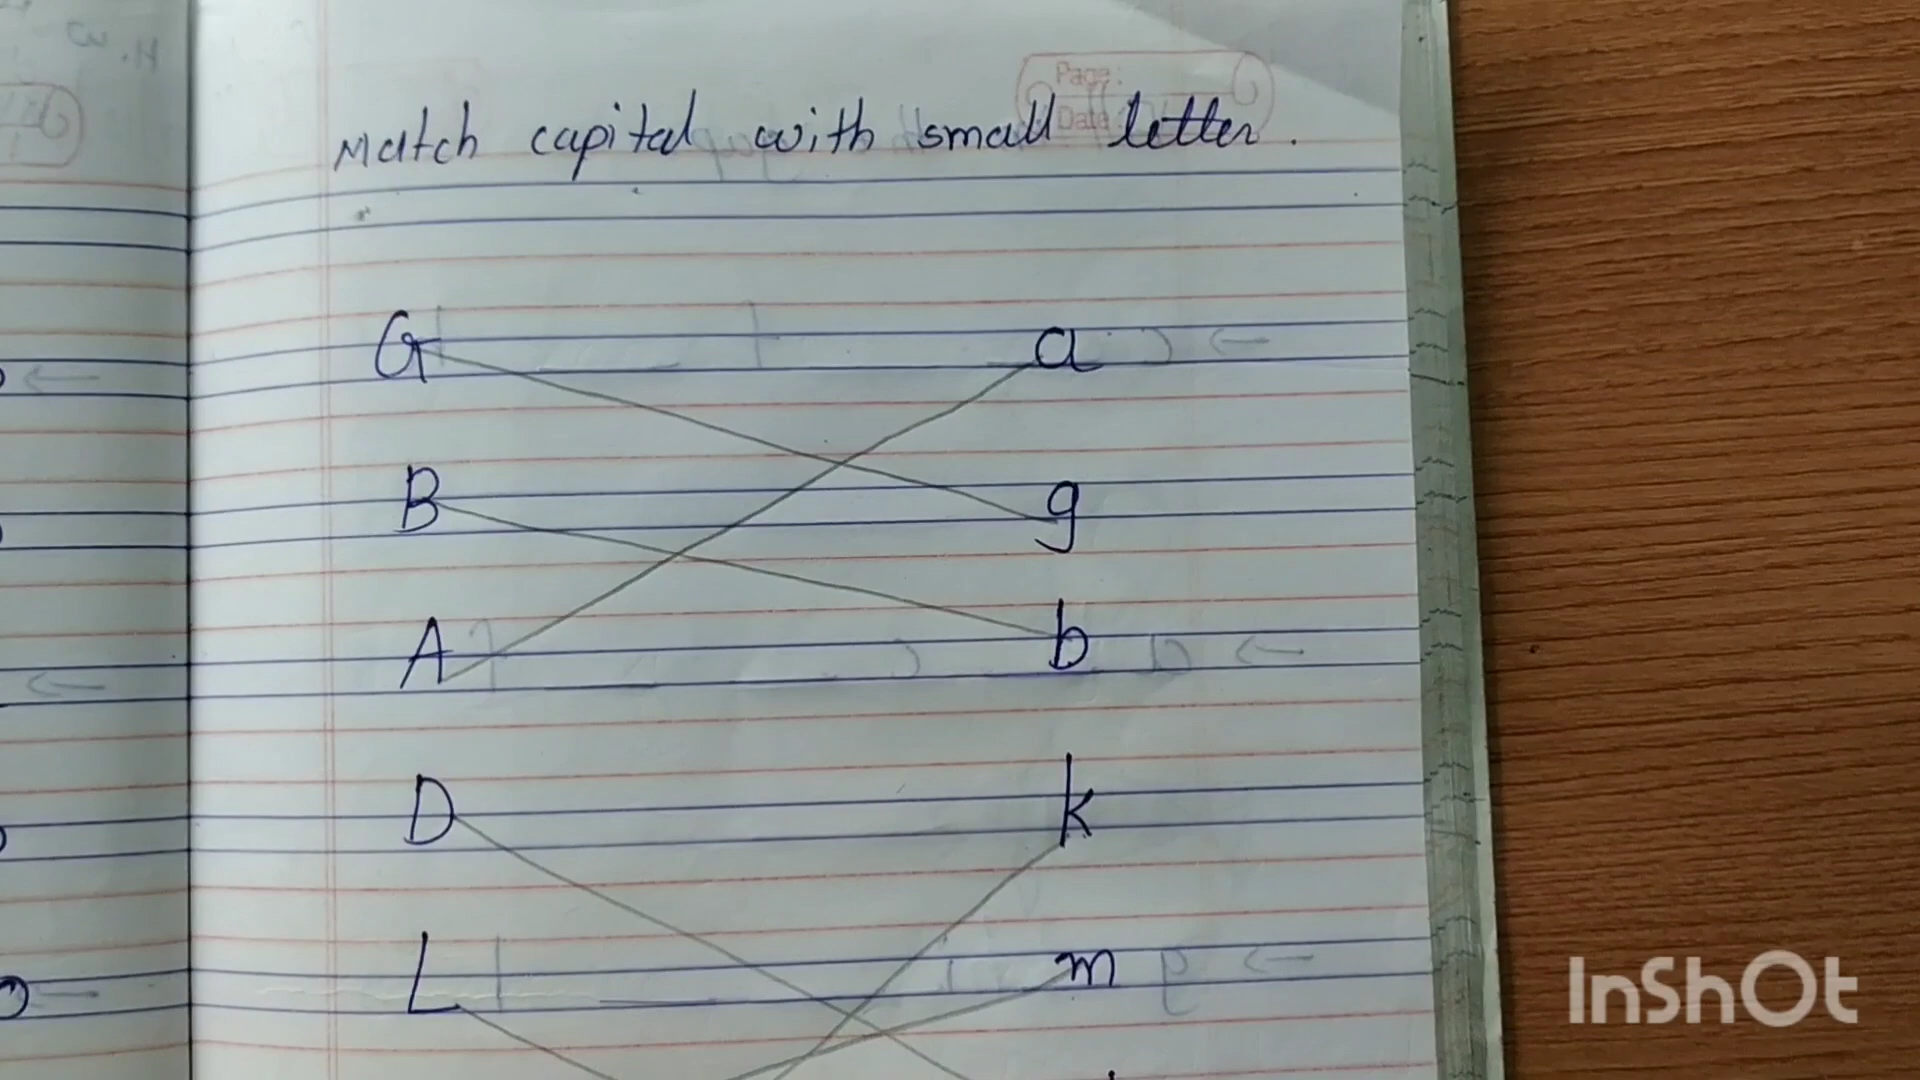 Page:
Date:
Match capital with small letter.
G a
B g
A b
D k
L m
InShOt